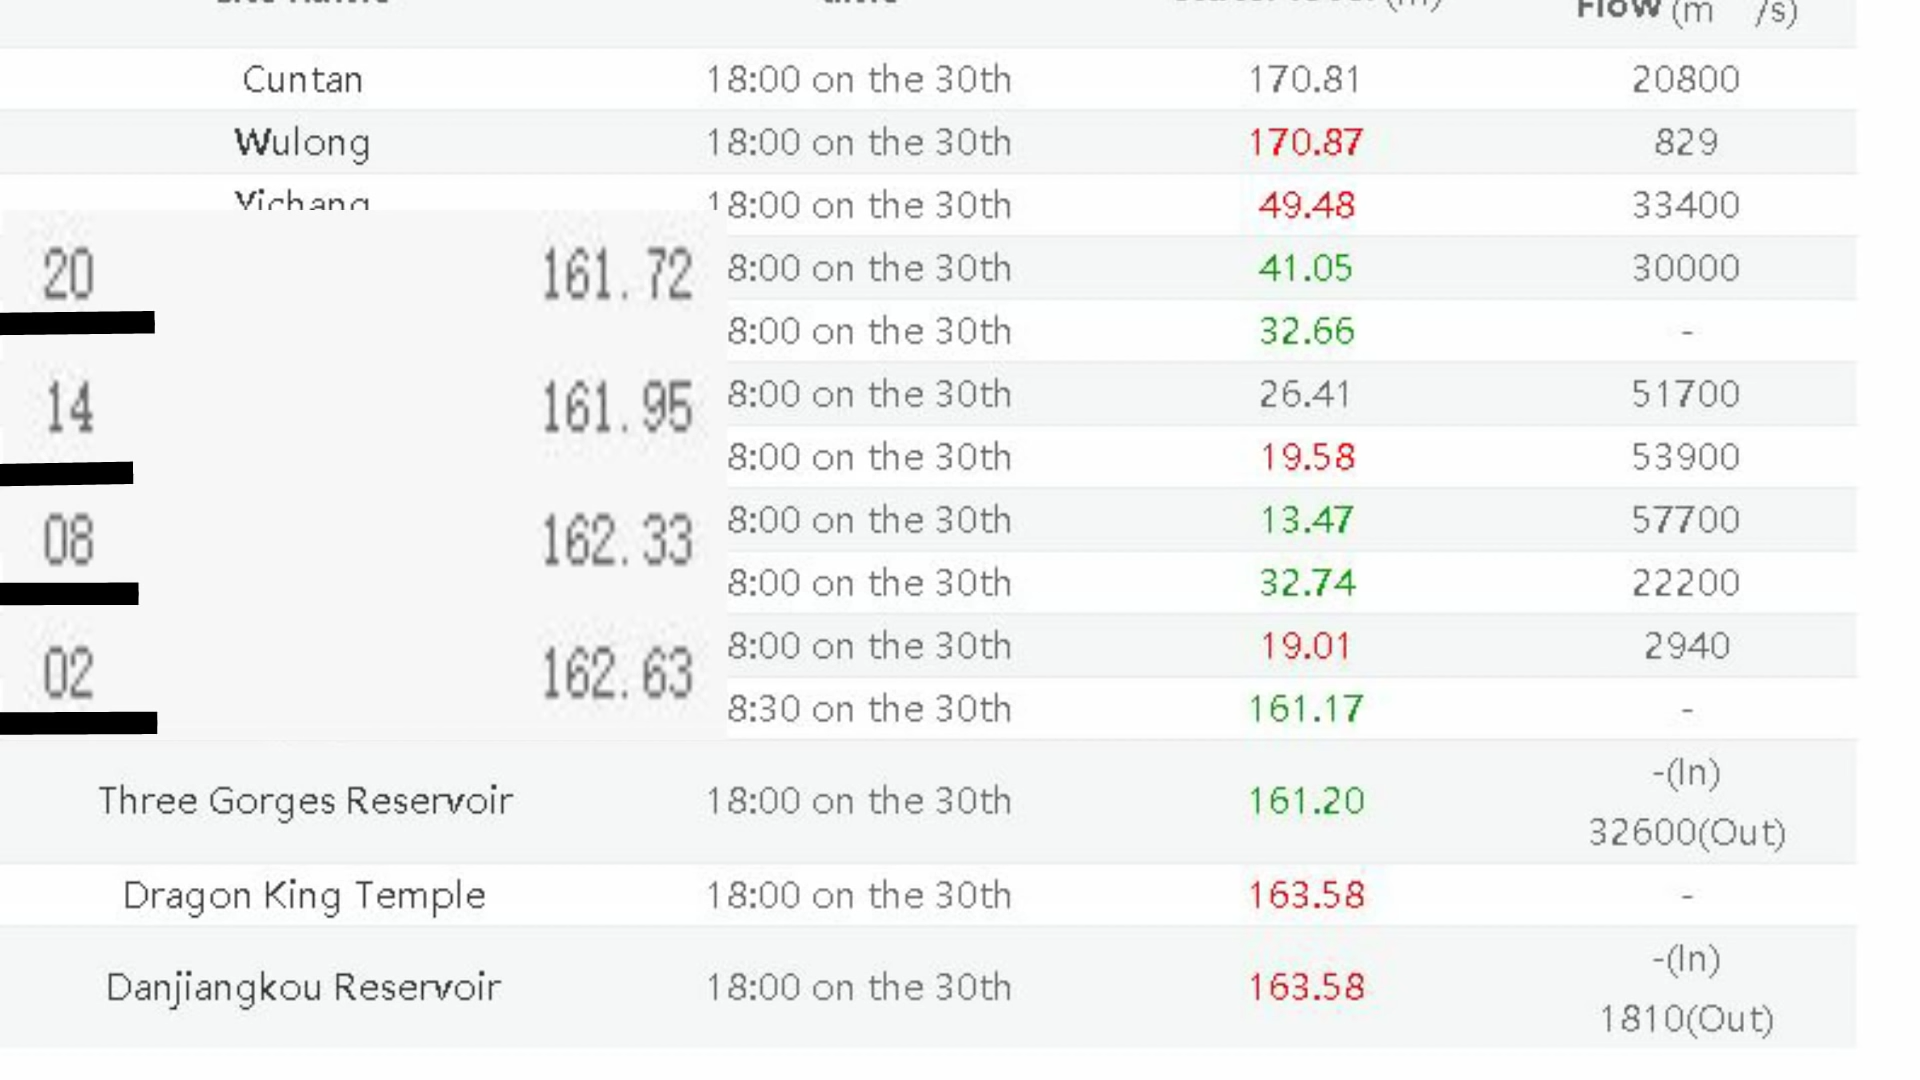 Flow (m /s)
Cuntan 18:00 on the 30th 170.81 20800
Wulong 18:00 on the 30th 170.87 829
Yichang 18:00 on the 30th 49.48 33400
20 161.72 8:00 on the 30th 41.05 30000
8:00 on the 30th 32.66 -
14 161.95 8:00 on the 30th 26.41 51700
8:00 on the 30th 19.58 53900
08 162.33 8:00 on the 30th 13.47 57700
8:00 on the 30th 32.74 22200
02 162.63 8:00 on the 30th 19.01 2940
8:30 on the 30th 161.17 -
Three Gorges Reservoir 18:00 on the 30th 161.20 -(In)
32600(Out)
Dragon King Temple 18:00 on the 30th 163.58 -
Danjiangkou Reservoir 18:00 on the 30th 163.58 -(In)
1810(Out)